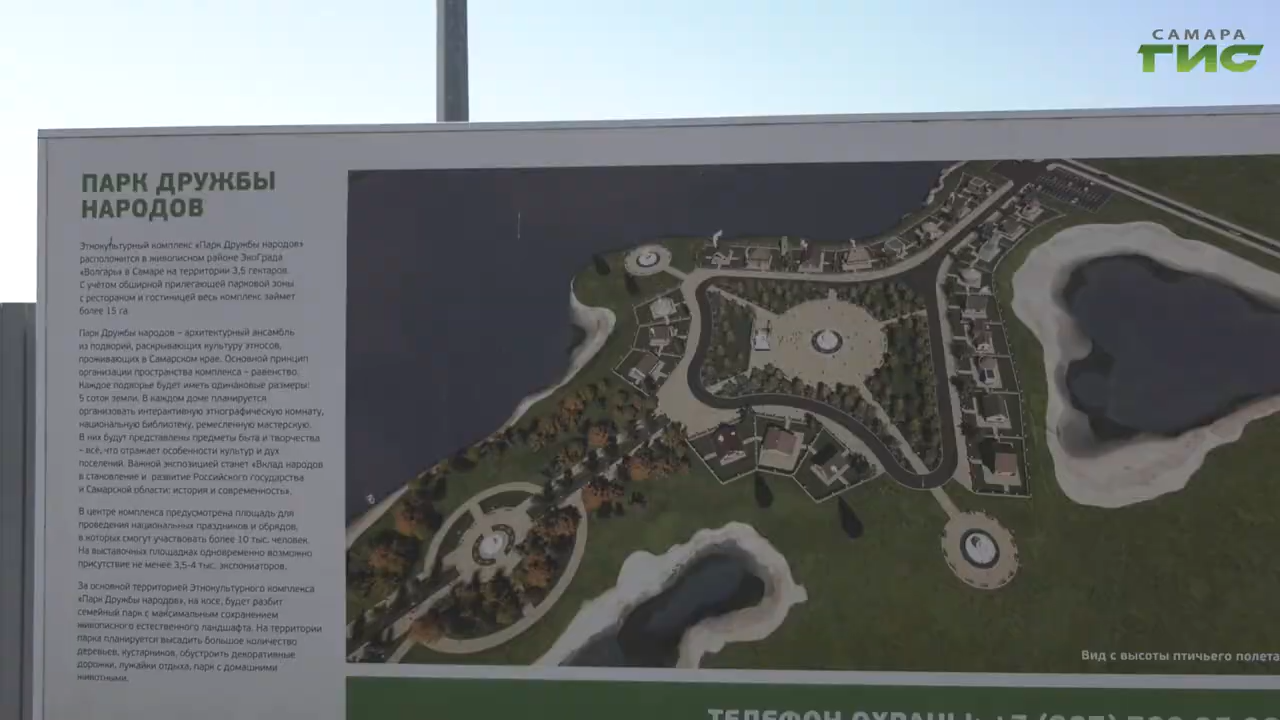 САМАРА
ГИС
ПАРК ДРУЖБЫ
НАРОДОВ
Этнокультурный комплекс «Парк Дружбы народов»
расположится в живописном районе ЭкоГрада
«Волгарь» в Самаре на территории 3,5 гектаров.
С учётом обширной прилегающей парковой зоны
с рестораном и гостиницей весь комплекс займет
более 15 га.
Парк Дружбы народов – архитектурный ансамбль
из подворий, раскрывающих культуру этносов,
проживающих в Самарском крае. Основной принцип
организации пространства комплекса – равенство.
Каждое подворье будет иметь одинаковые размеры:
5 соток земли. В каждом доме планируется
организовать интерактивную этнографическую комнату,
национальную библиотеку, ремесленную мастерскую.
В них будут представлены предметы быта и творчества
– всё, что отражает особенности культур и дух
поселений. Важной экспозицией станет «Вклад народов
в становление и развитие Российского государства
и Самарской области: история и современность».
В центре комплекса предусмотрена площадь для
проведения национальных праздников и обрядов,
в которых смогут участвовать более 10 тыс. человек.
На выставочных площадках одновременно возможно
присутствие не менее 3,5-4 тыс. экспониаторов.
За основной территорией Этнокультурного комплекса
«Парк Дружбы народов», на косе, будет разбит
семейный парк с максимальным сохранением
живописного естественного ландшафта. На территории
парка планируется высадить большое количество
деревьев, кустарников, обустроить декоративные
дорожки, лужайки отдыха, парк с домашними
животными.
Вид с высоты птичьего полета
ТЕЛЕФОН ОХРАНЫ: +7